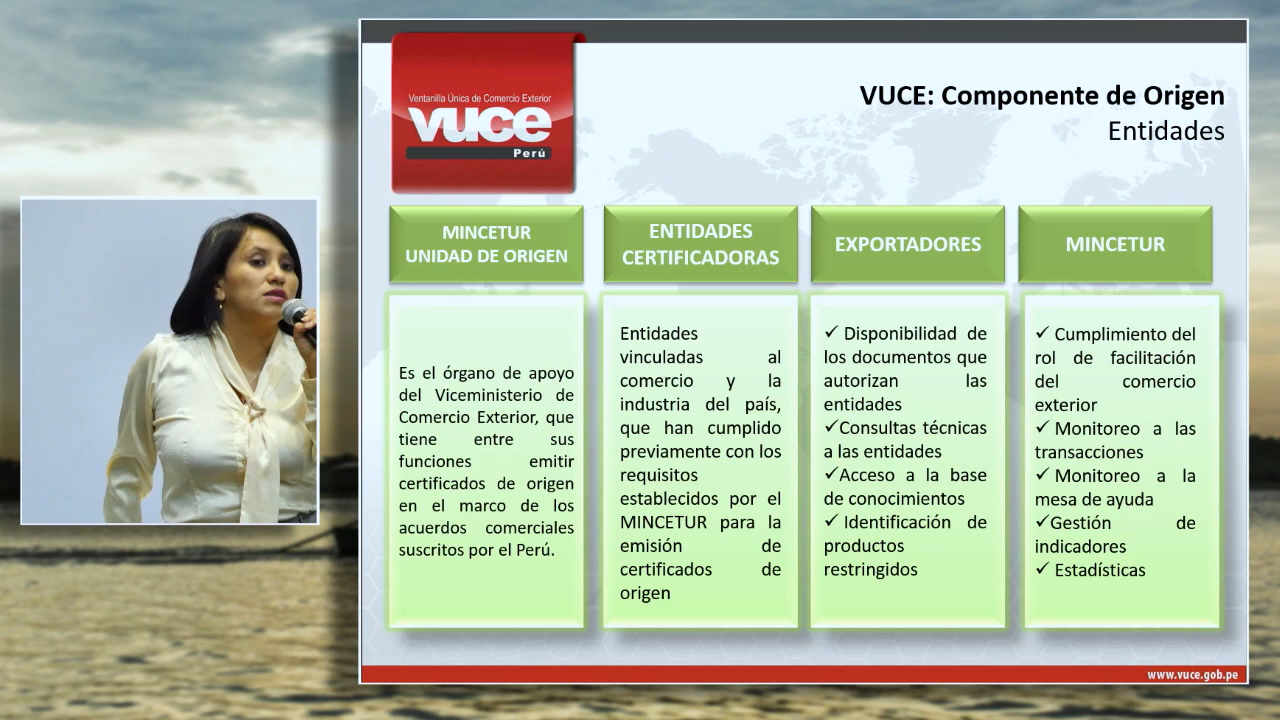 Ventanilla Única de Comercio Exterior
vuce
Perú
VUCE: Componente de Origen
Entidades
MINCETUR
UNIDAD DE ORIGEN
Es el órgano de apoyo
del Viceministerio de
Comercio Exterior, que
tiene entre sus
funciones emitir
certificados de origen
en el marco de los
acuerdos comerciales
suscritos por el Perú.
ENTIDADES
CERTIFICADORAS
Entidades
vinculadas al
comercio y la
industria del país,
que han cumplido
previamente con los
requisitos
establecidos por el
MINCETUR para la
emisión de
certificados de
origen
EXPORTADORES
✓ Disponibilidad de
los documentos que
autorizan las
entidades
✓Consultas técnicas
a las entidades
✓Acceso a la base
de conocimientos
✓ Identificación de
productos
restringidos
MINCETUR
✓ Cumplimiento del
rol de facilitación
del comercio
exterior
✓ Monitoreo a las
transacciones
✓ Monitoreo a la
mesa de ayuda
✓Gestión de
indicadores
✓ Estadísticas
www.vuce.gob.pe